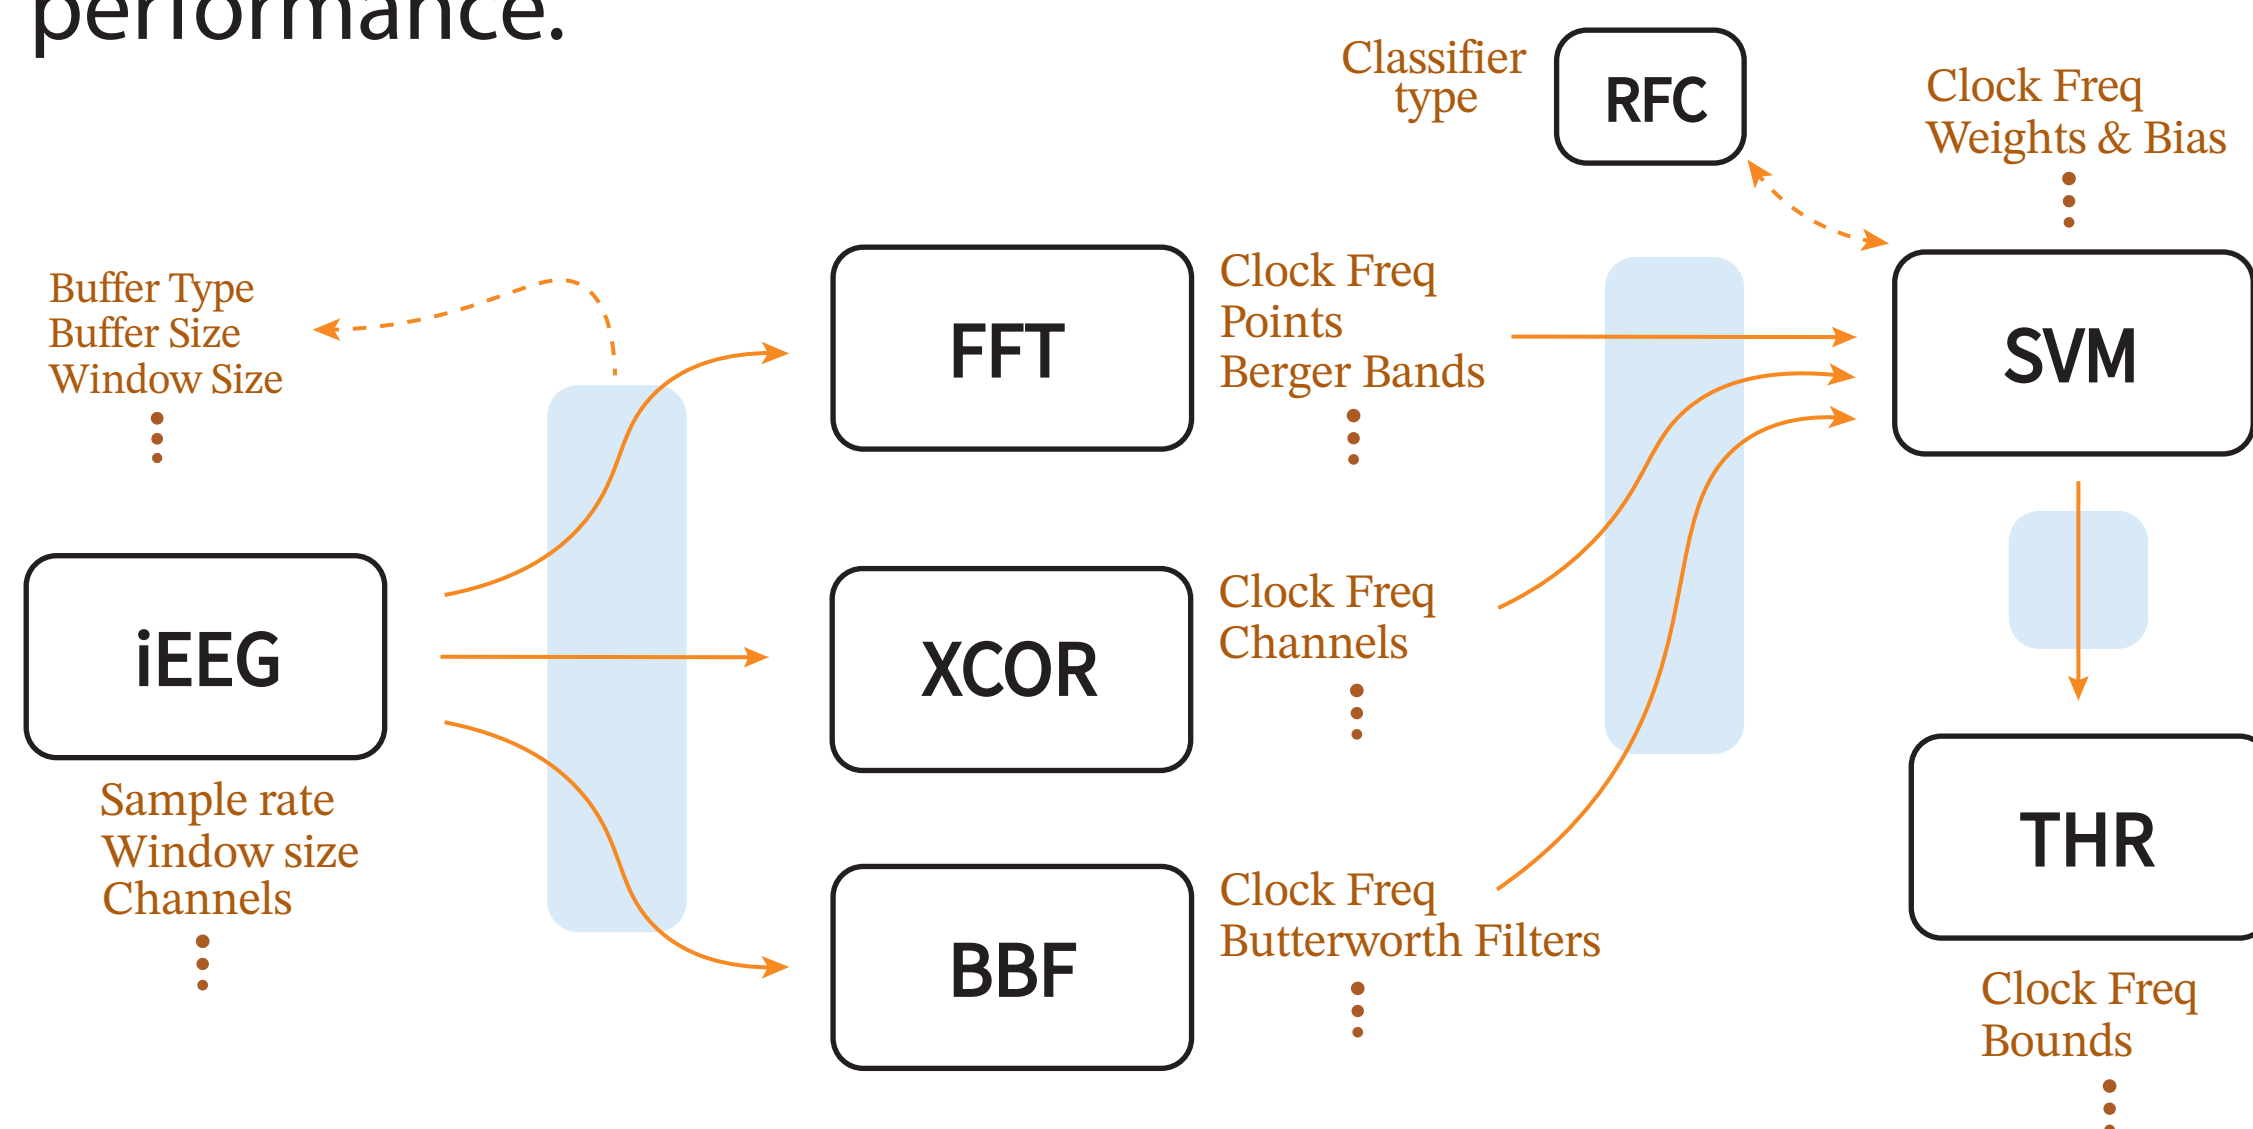 performance.
Classifier
type
RFC
Clock Freq
Weights & Bias
Buffer Type
Buffer Size
Window Size
FFT
Clock Freq
Points
Berger Bands
SVM
iEEG
Sample rate
Window size
Channels
XCOR
Clock Freq
Channels
BBF
Clock Freq
Butterworth Filters
THR
Clock Freq
Bounds